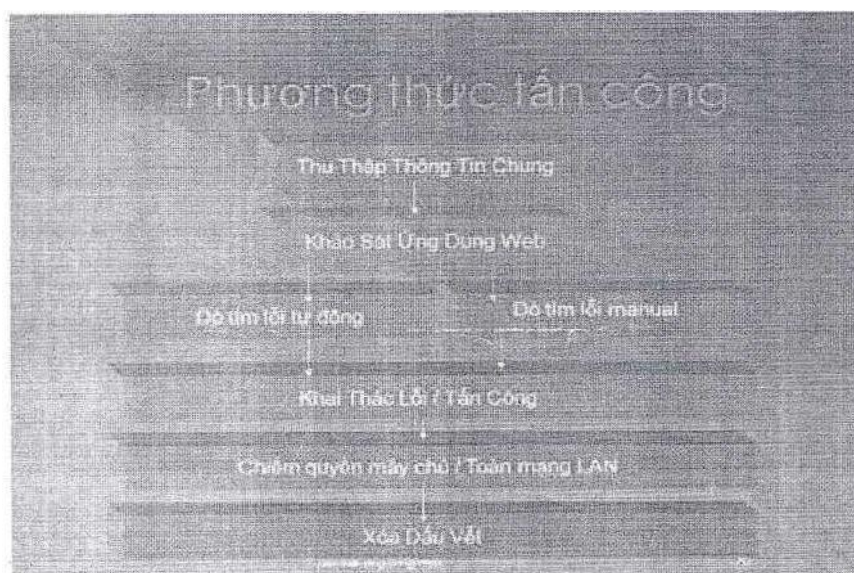 Phương thức tấn công
Thu Thập Thông Tin Chung
Khảo Sát Ứng Dụng Web
Dò tìm lỗi tự động
Dò tìm lỗi manual
Khai Thác Lỗi / Tấn Công
Chiếm quyền máy chủ / Toàn mạng LAN
Xóa Dấu Vết